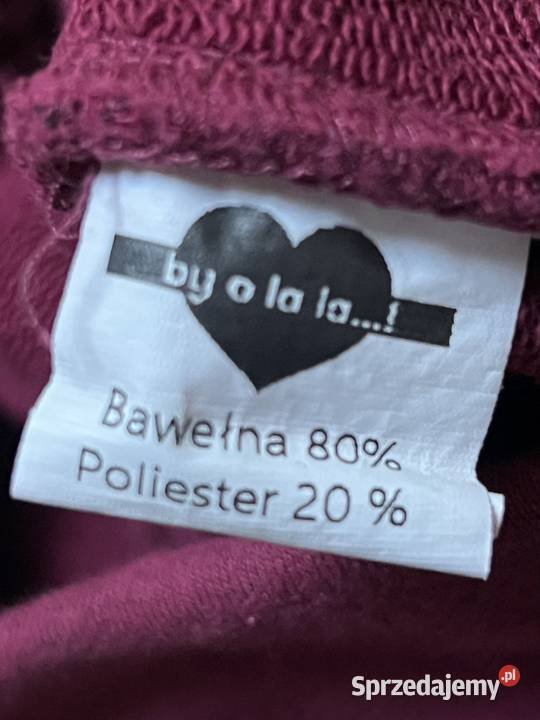 by o la la...!
Bawełna 80%
Poliester 20 %
Sprzedajemy.pl